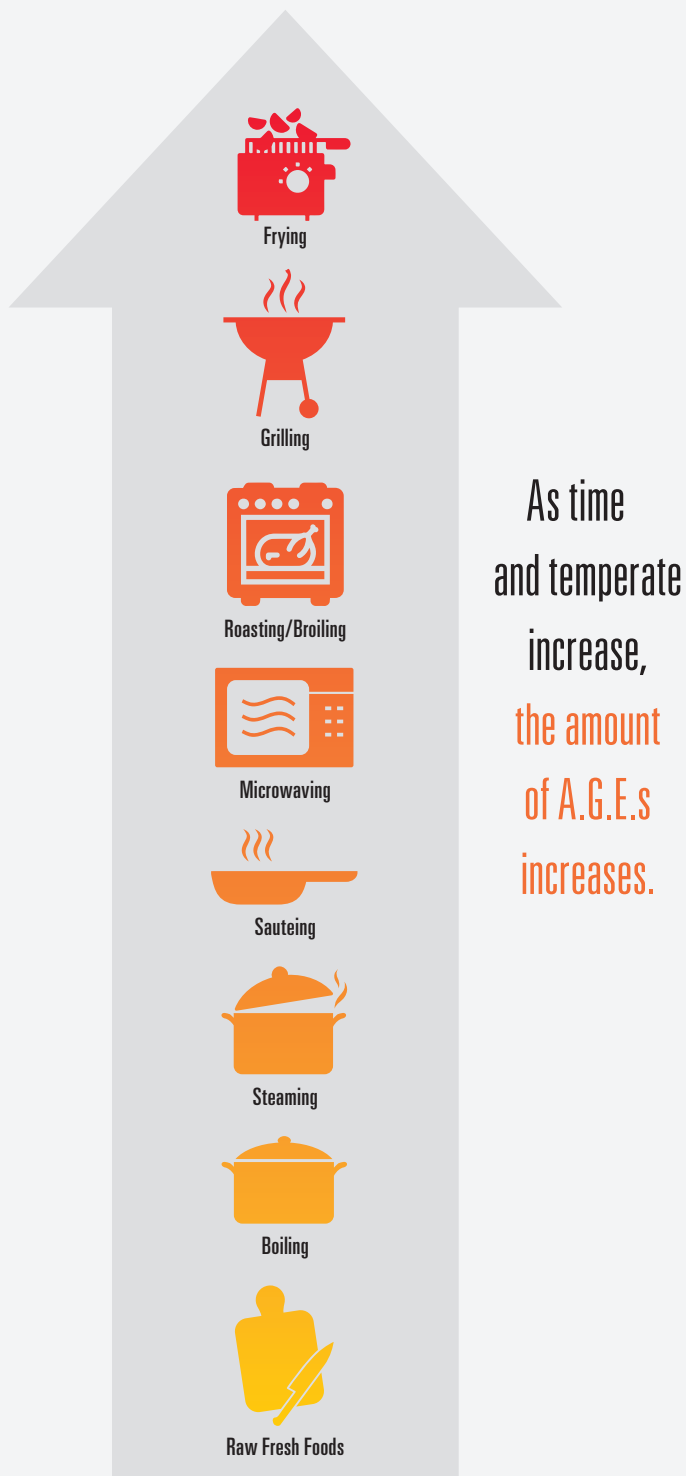 Frying
Grilling
Roasting/Broiling
Microwaving
Sauteing
Steaming
Boiling
Raw Fresh Foods
As time
and temperate
increase,
the amount
of A.G.E.s
increases.